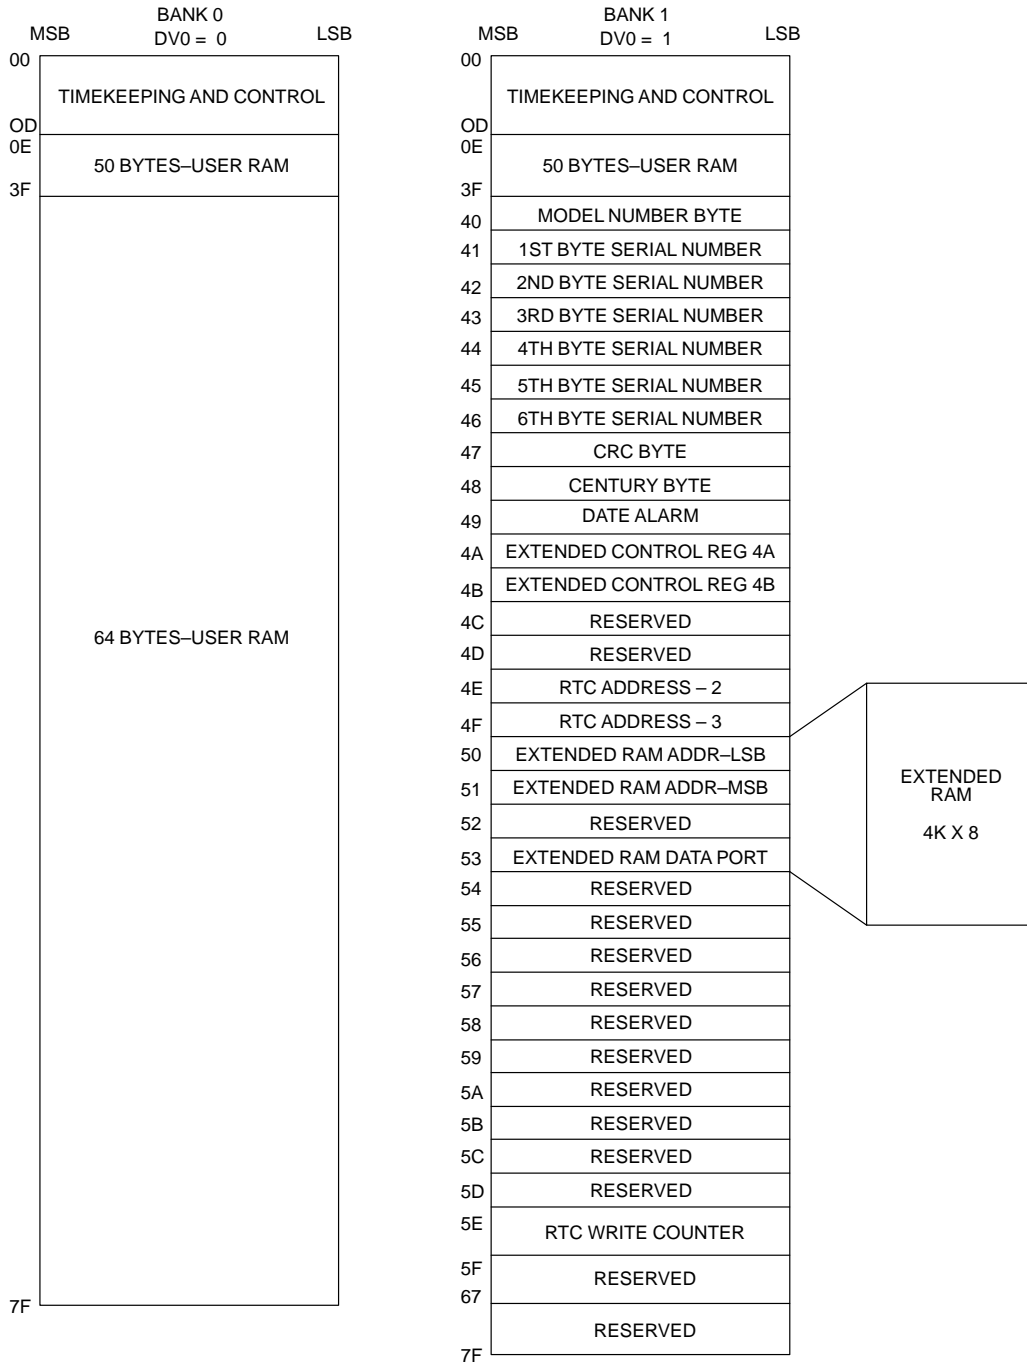 BANK 0
MSB DV0 = 0 LSB
00
TIMEKEEPING AND CONTROL
OD
0E
50 BYTES–USER RAM
3F
64 BYTES–USER RAM
7F
BANK 1
MSB DV0 = 1 LSB
00
TIMEKEEPING AND CONTROL
OD
0E
50 BYTES–USER RAM
3F
40 MODEL NUMBER BYTE
41 1ST BYTE SERIAL NUMBER
42 2ND BYTE SERIAL NUMBER
43 3RD BYTE SERIAL NUMBER
44 4TH BYTE SERIAL NUMBER
45 5TH BYTE SERIAL NUMBER
46 6TH BYTE SERIAL NUMBER
47 CRC BYTE
48 CENTURY BYTE
49 DATE ALARM
4A EXTENDED CONTROL REG 4A
4B EXTENDED CONTROL REG 4B
4C RESERVED
4D RESERVED
4E RTC ADDRESS – 2
4F RTC ADDRESS – 3
50 EXTENDED RAM ADDR–LSB
51 EXTENDED RAM ADDR–MSB
52 RESERVED
53 EXTENDED RAM DATA PORT
54 RESERVED
55 RESERVED
56 RESERVED
57 RESERVED
58 RESERVED
59 RESERVED
5A RESERVED
5B RESERVED
5C RESERVED
5D RESERVED
5E RTC WRITE COUNTER
5F
RESERVED
67
RESERVED
7F
EXTENDED
RAM
4K X 8